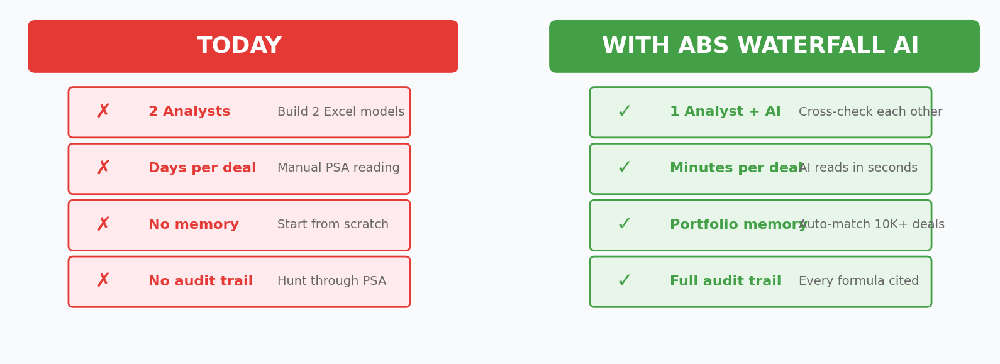 TODAY
✗ 2 Analysts Build 2 Excel models
✗ Days per deal Manual PSA reading
✗ No memory Start from scratch
✗ No audit trail Hunt through PSA
WITH ABS WATERFALL AI
✓ 1 Analyst + AI Cross-check each other
✓ Minutes per deal AI reads in seconds
✓ Portfolio memory Auto-match 10K+ deals
✓ Full audit trail Every formula cited